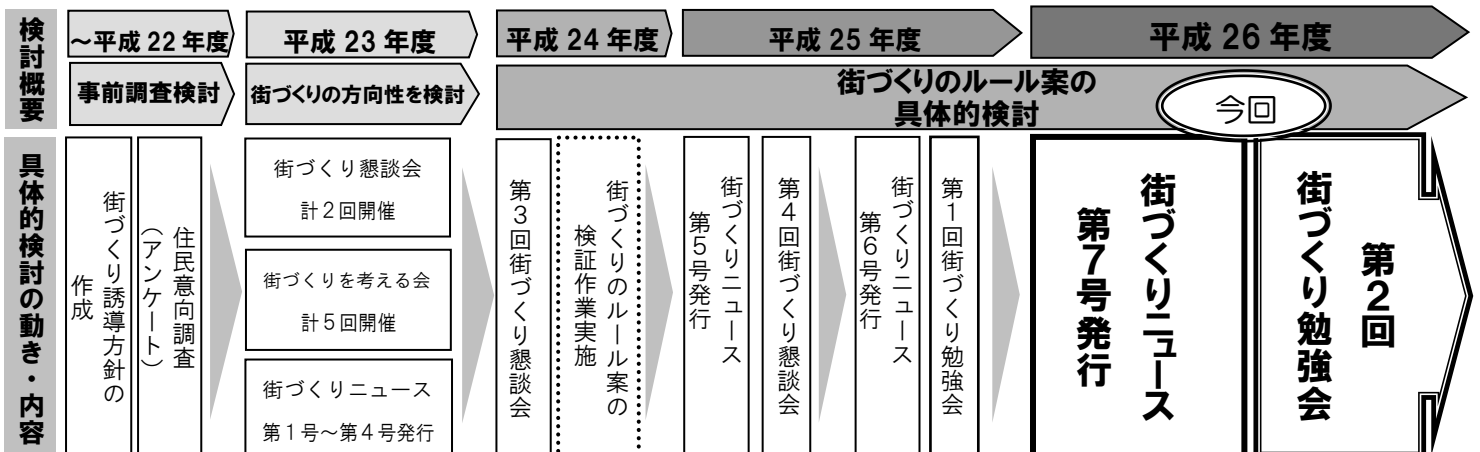 検討概要
～平成22年度
平成23年度
平成24年度
平成25年度
平成26年度
事前調査検討
街づくりの方向性を検討
街づくりのルール案の
具体的検討
今回
具体的検討の動き・内容
街づくり誘導方針の
作成
住民意向調査
（アンケート）
街づくり懇談会
計２回開催
街づくりを考える会
計５回開催
街づくりニュース
第１号～第４号発行
第３回街づくり懇談会
街づくりのルール案の
検証作業実施
街づくりニュース
第５号発行
第４回街づくり懇談会
街づくりニュース
第６号発行
第１回街づくり勉強会
街づくりニュース
第７号発行
第２回
街づくり勉強会